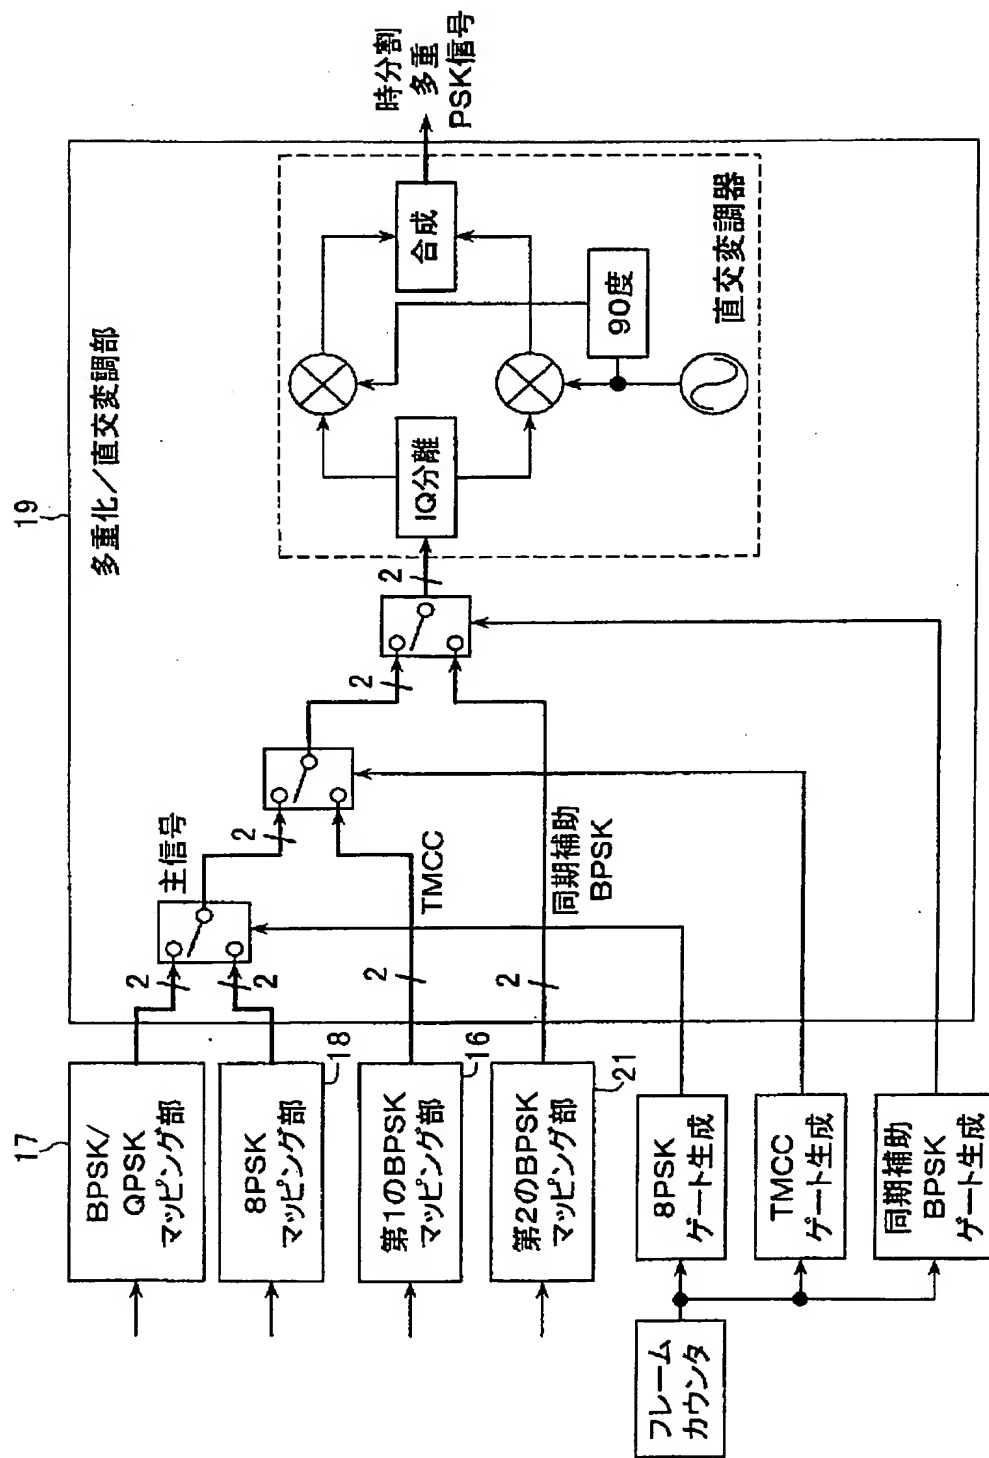 19
多重化／直交変調部
時分割
多重
PSK信号
17
BPSK/
QPSK
マッピング部
2
主信号
8PSK
マッピング部
18
2
2
第1のBPSK
マッピング部
16
2
TMCC
2
第2のBPSK
マッピング部
21
2
同期補助
BPSK
2
IQ分離
合成
90度
直交変調器
フレーム
カウンタ
8PSK
ゲート生成
TMCC
ゲート生成
同期補助
BPSK
ゲート生成